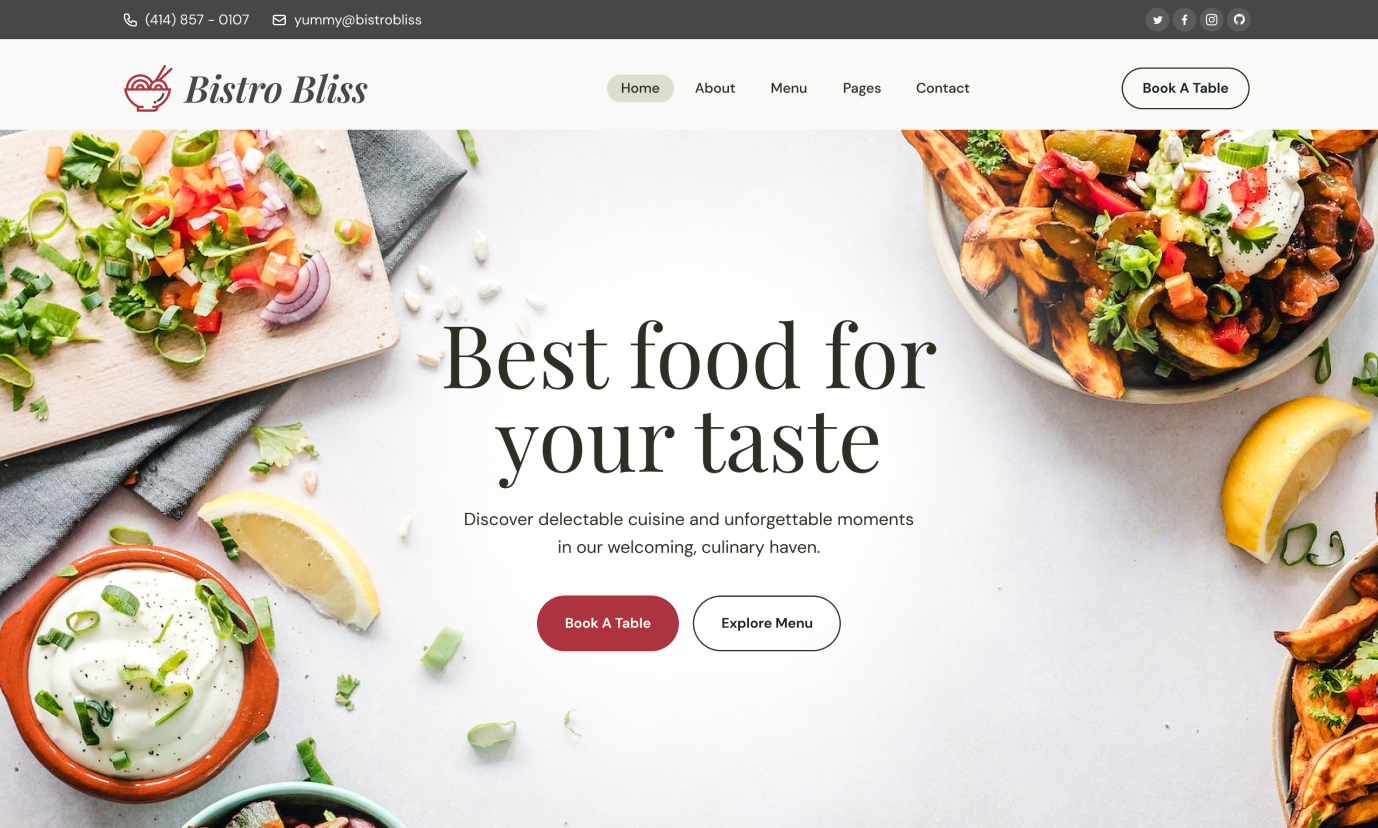 (414) 857 - 0107
yummy@bistrobliss
Bistro Bliss
Home
About
Menu
Pages
Contact
Book A Table
Best food for
your taste
Discover delectable cuisine and unforgettable moments
in our welcoming, culinary haven.
Book A Table
Explore Menu